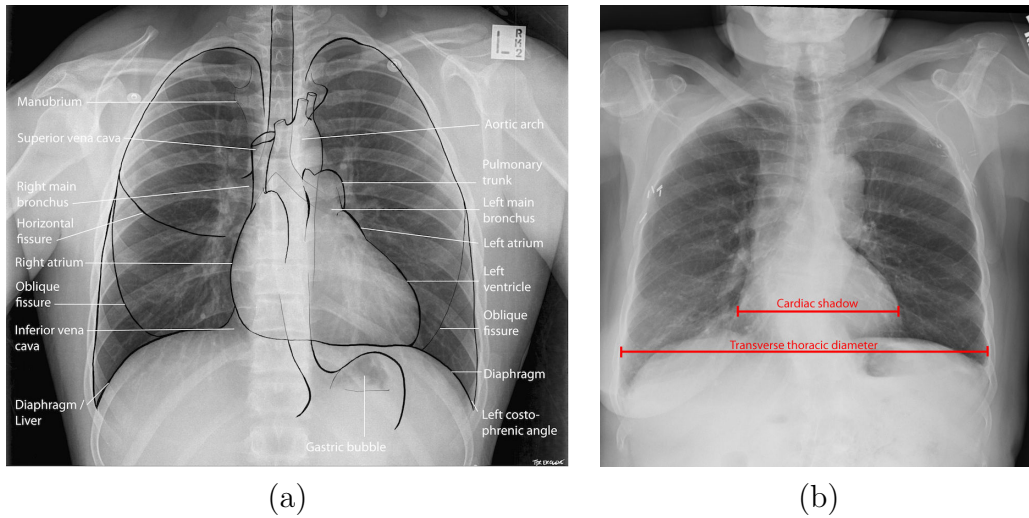 L
RM2
Manubrium
Superior vena cava
Right main
bronchus
Horizontal
fissure
Right atrium
Oblique
fissure
Inferior vena
cava
Diaphragm /
Liver
Aortic arch
Pulmonary
trunk
Left main
bronchus
Left atrium
Left
ventricle
Oblique
fissure
Diaphragm
Left costo-
phrenic angle
Gastric bubble
(a)
Cardiac shadow
Transverse thoracic diameter
(b)